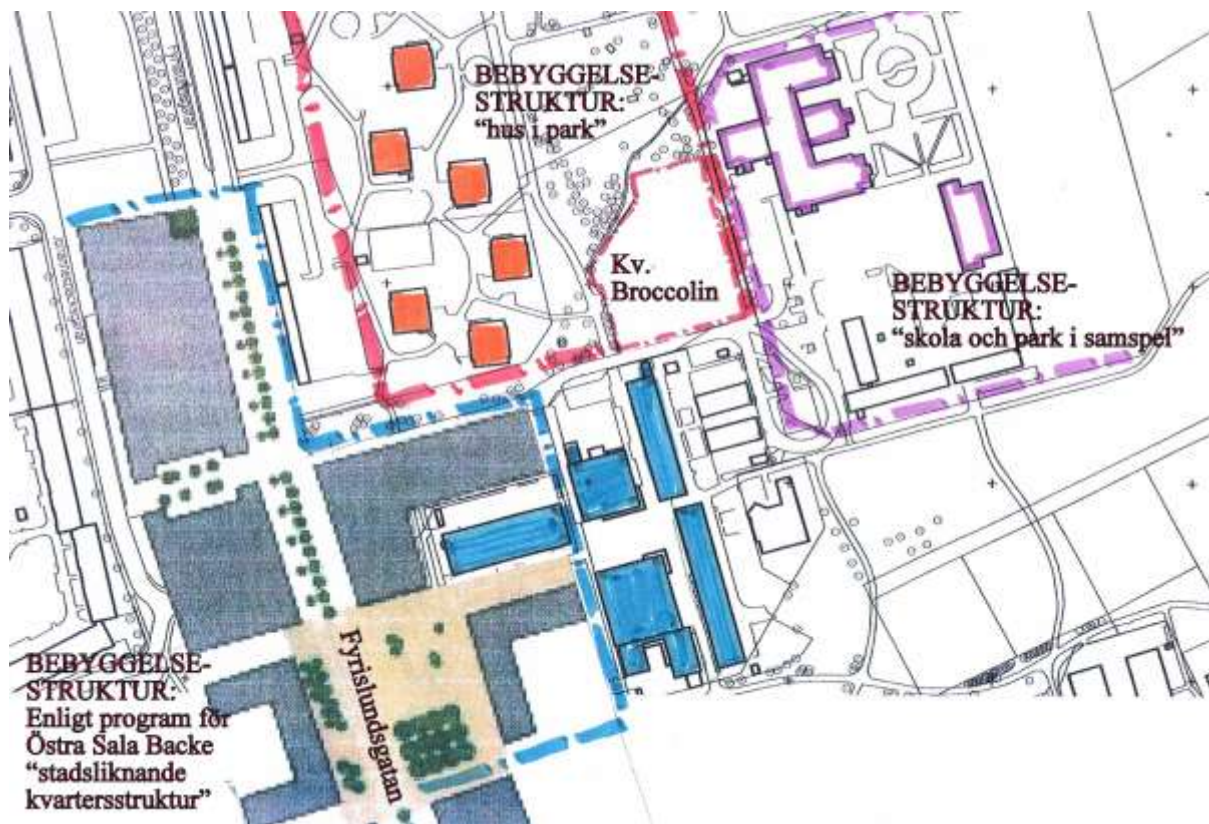 BEBYGGELSE-
STRUKTUR:
“hus i park”
Kv.
Broccolin
BEBYGGELSE-
STRUKTUR:
“skola och park i samspel”
Fyrislundsgatan
BEBYGGELSE-
STRUKTUR:
Enligt program för
Östra Sala Backe
“stadsliknande
kvartersstruktur”